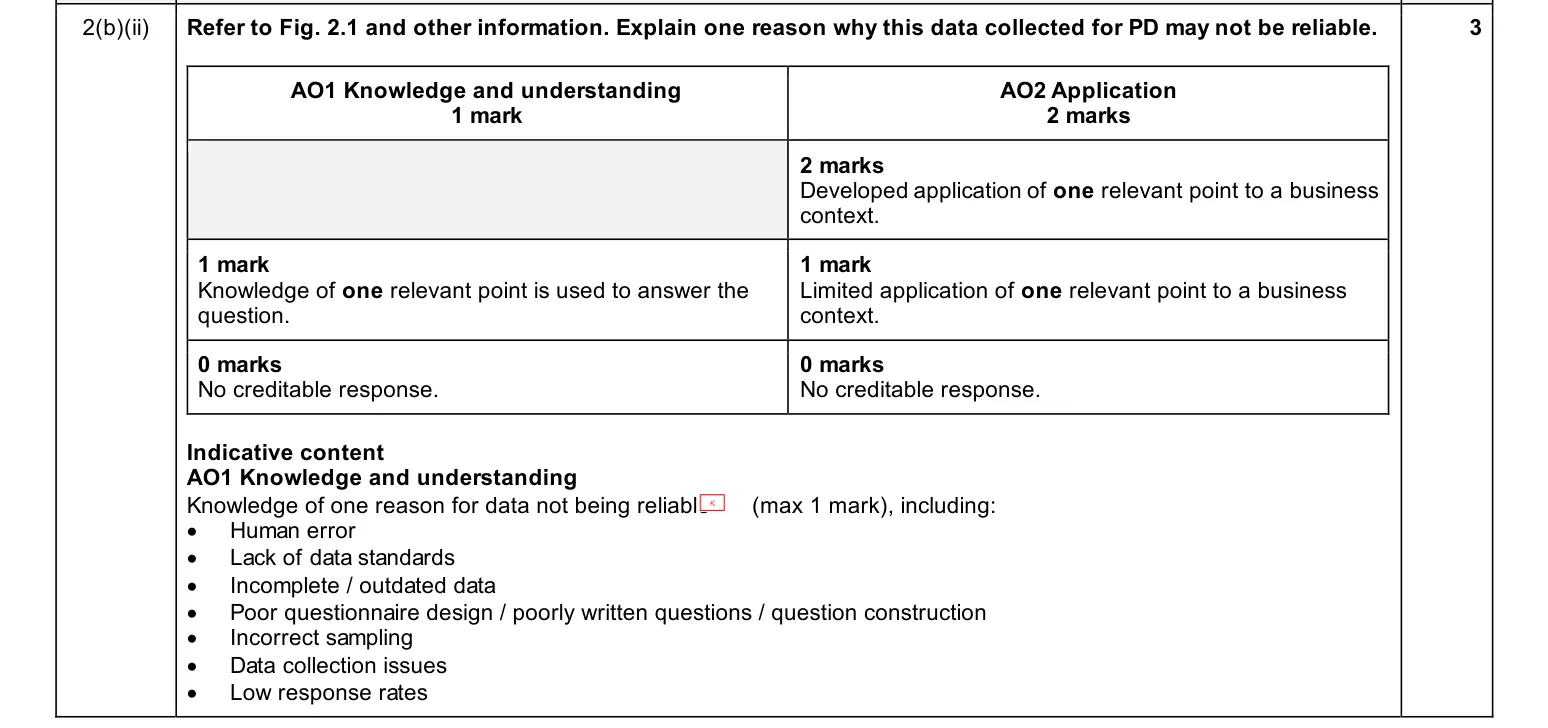 2(b)(ii) Refer to Fig. 2.1 and other information. Explain one reason why this data collected for PD may not be reliable. 3
AO1 Knowledge and understanding
1 mark
AO2 Application
2 marks
2 marks
Developed application of one relevant point to a business
context.
1 mark
Knowledge of one relevant point is used to answer the
question.
1 mark
Limited application of one relevant point to a business
context.
0 marks
No creditable response.
0 marks
No creditable response.
Indicative content
AO1 Knowledge and understanding
Knowledge of one reason for data not being (max 1 mark), including:
• Human error
• Lack of data standards
• Incomplete / outdated data
• Poor questionnaire design / poorly written questions / question construction
• Incorrect sampling
• Data collection issues
• Low response rates